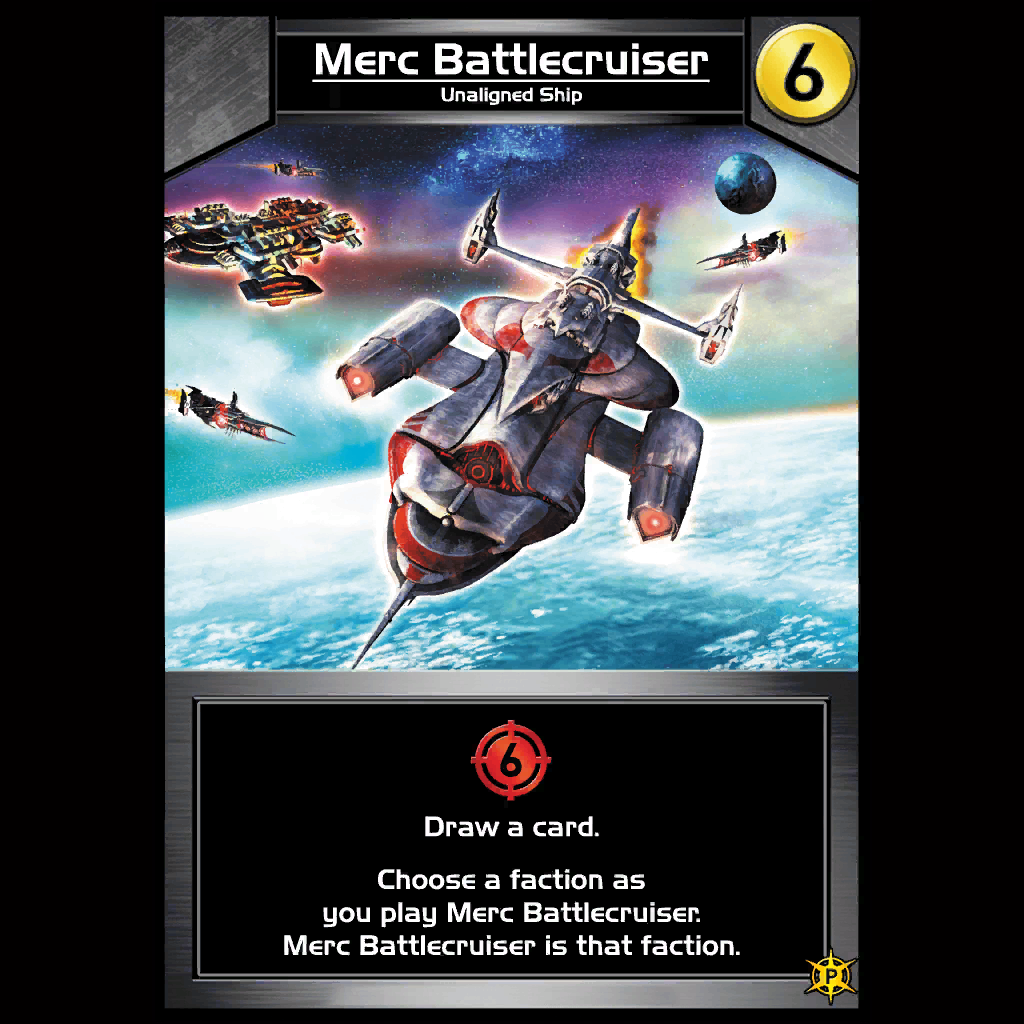 Merc Battlecruiser
6
Unaligned Ship
6
Draw a card.
Choose a faction as
you play Merc Battlecruiser.
Merc Battlecruiser is that faction.
P